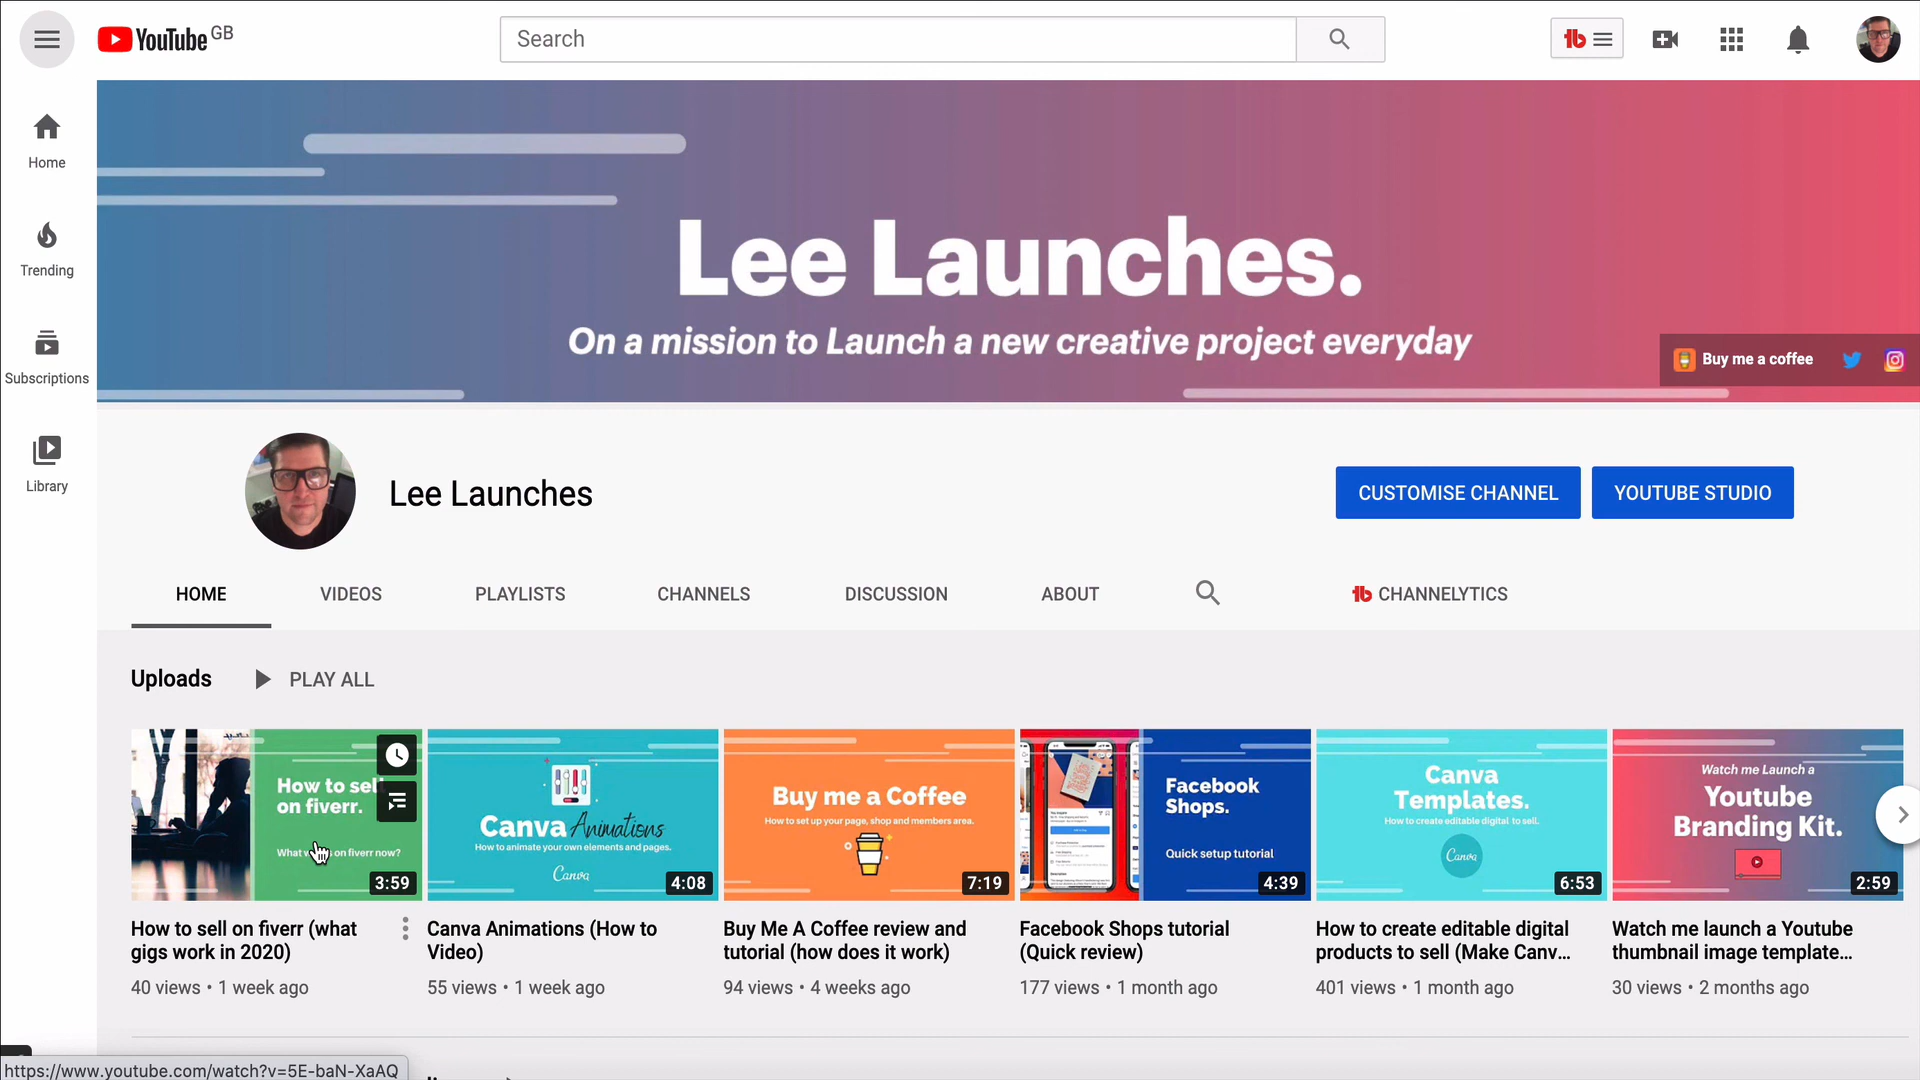 YouTube GB
Search
Home
Trending
Subscriptions
Library
Lee Launches.
On a mission to Launch a new creative project everyday
Buy me a coffee
Lee Launches
CUSTOMISE CHANNEL
YOUTUBE STUDIO
HOME
VIDEOS
PLAYLISTS
CHANNELS
DISCUSSION
ABOUT
CHANNELYTICS
Uploads
PLAY ALL
How to sell
on fiverr.
on fiverr now?
3:59
How to sell on fiverr (what
gigs work in 2020)
40 views • 1 week ago
Canva Animations
How to animate your own elements and pages.
Canva
4:08
Canva Animations (How to
Video)
55 views • 1 week ago
Buy me a Coffee
How to set up your page, shop and members area.
7:19
Buy Me A Coffee review and
tutorial (how does it work)
94 views • 4 weeks ago
Facebook
Shops.
Quick setup tutorial
4:39
Facebook Shops tutorial
(Quick review)
177 views • 1 month ago
Canva
Templates.
How to create editable digital to sell.
Canva
6:53
How to create editable digital
products to sell (Make Canv...
401 views • 1 month ago
Watch me Launch a
Youtube
Branding Kit.
2:59
Watch me launch a Youtube
thumbnail image template...
30 views • 2 months ago
https://www.youtube.com/watch?v=5E-baN-XaAQ